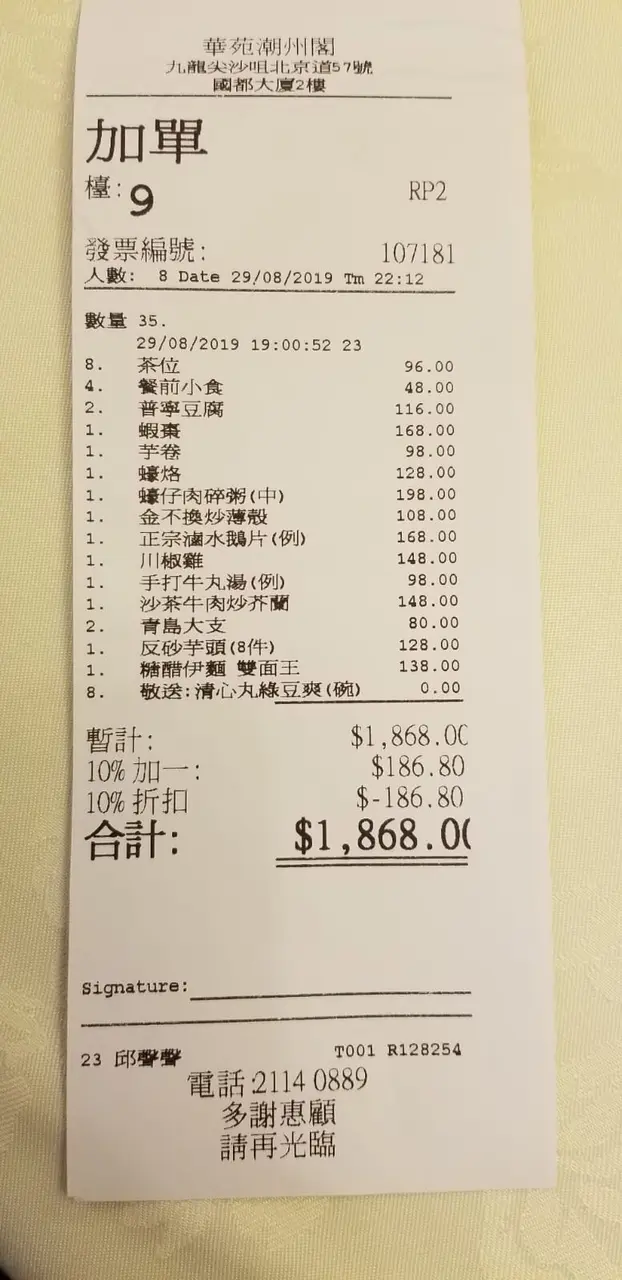 華苑潮州閣
九龍尖沙咀北京道57號
國都大廈2樓
加單
檯: 9 RP2
發票編號: 107181
人數: 8 Date 29/08/2019 Tm 22:12
數量 35.
29/08/2019 19:00:52 23
8. 茶位 96.00
4. 餐前小食 48.00
2. 普寧豆腐 116.00
1. 蝦棗 168.00
1. 芋卷 98.00
1. 蠔烙 128.00
1. 蠔仔肉碎粥(中) 198.00
1. 金不換炒薄殼 108.00
1. 正宗滷水鵝片(例) 168.00
1. 川椒雞 148.00
1. 手打牛丸湯(例) 98.00
1. 沙茶牛肉炒芥蘭 148.00
2. 青島大支 80.00
1. 反砂芋頭(8件) 128.00
1. 糖醋伊麵 雙面王 138.00
8. 敬送:清心丸綠豆爽(碗) 0.00
暫計: $1,868.00
10% 加一: $186.80
10% 折扣 $-186.80
合計: $1,868.00
Signature:
23 邱聲聲 T001 R128254
電話:2114 0889
多謝惠顧
請再光臨